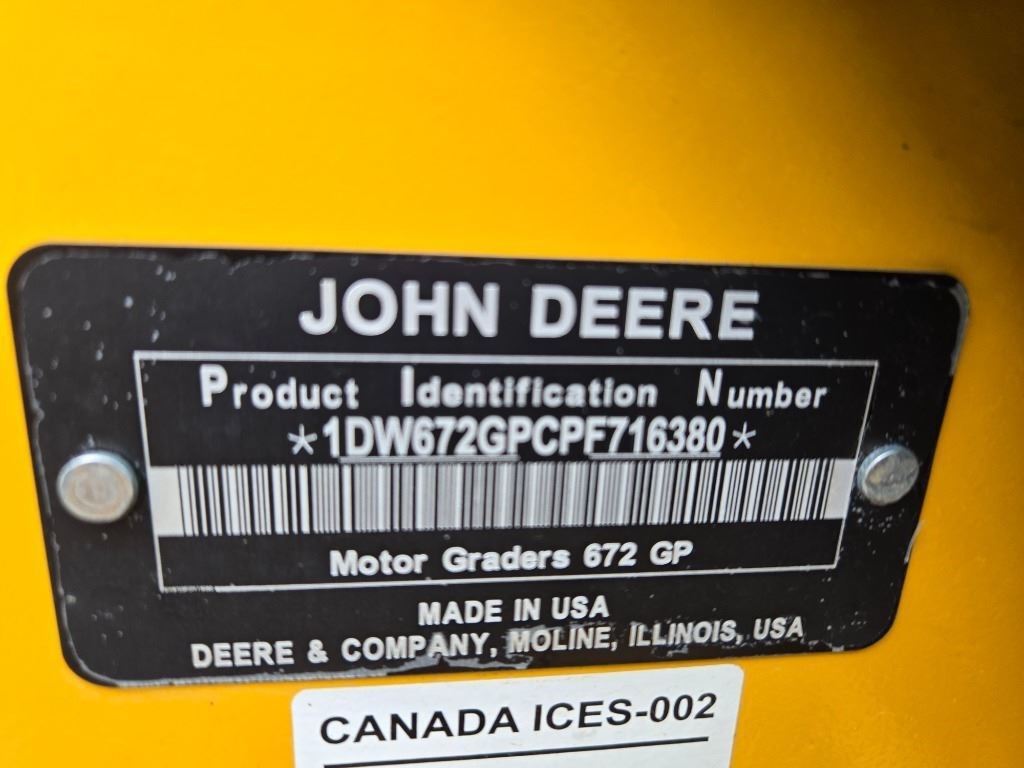 JOHN DEERE
Product Identification Number
*1DW672GPCPF716380*
Motor Graders 672 GP
MADE IN USA
DEERE & COMPANY, MOLINE, ILLINOIS, USA
CANADA ICES-002